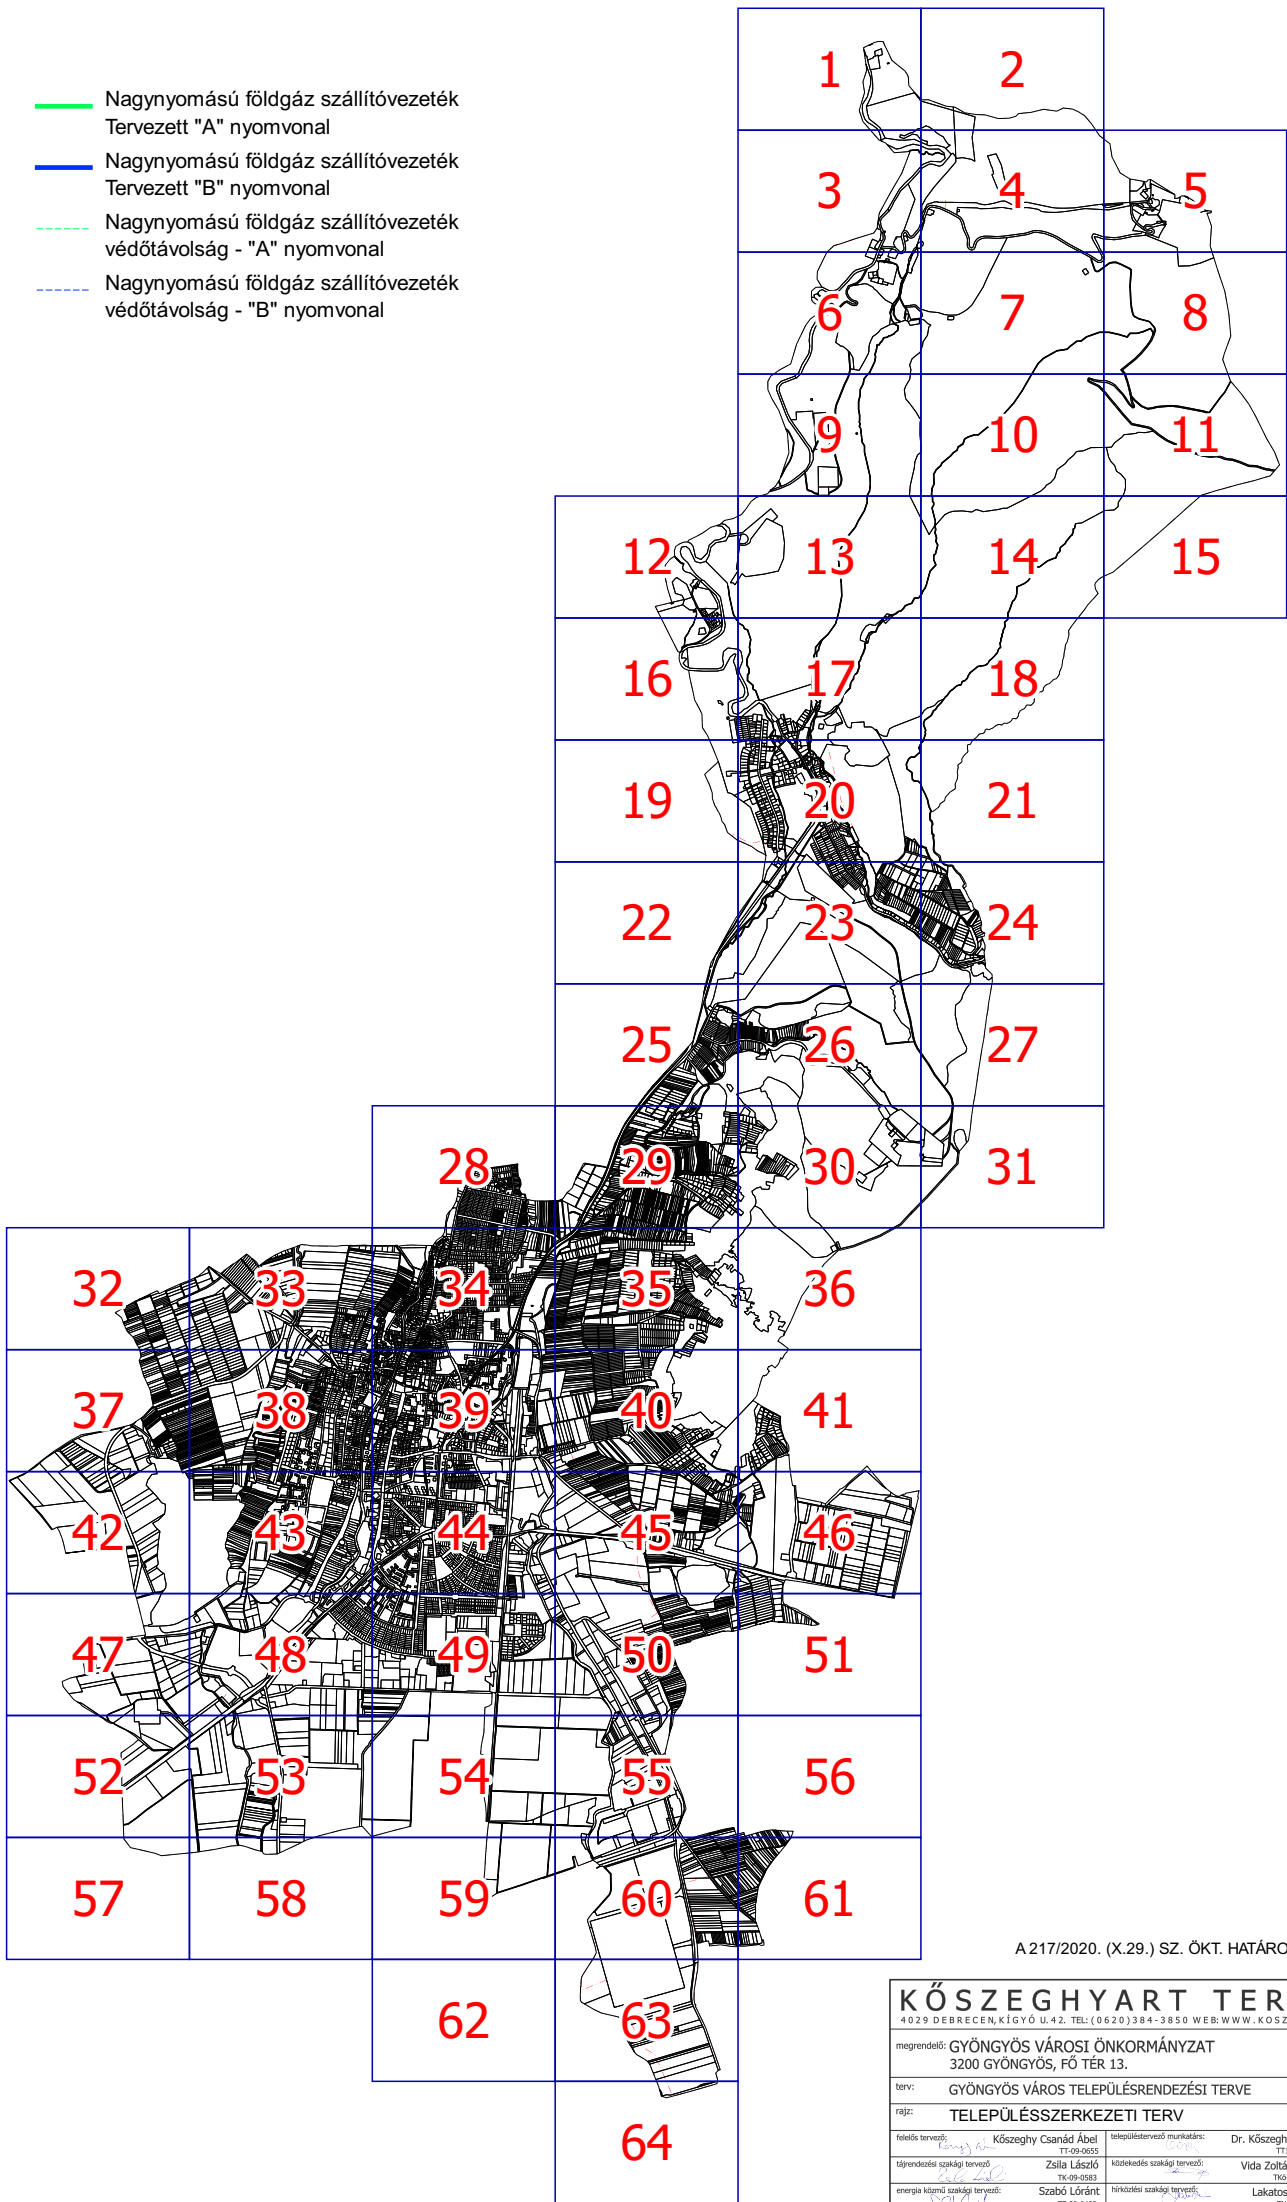 Nagynyomású földgáz szállítóvezeték
Tervezett "A" nyomvonal
Nagynyomású földgáz szállítóvezeték
Tervezett "B" nyomvonal
Nagynyomású földgáz szállítóvezeték
védőtávolság - "A" nyomvonal
Nagynyomású földgáz szállítóvezeték
védőtávolság - "B" nyomvonal
1 2
3 4 5
6 7 8
9 10 11
12 13 14 15
16 17 18
19 20 21
22 23 24
25 26 27
28 29 30 31
32 33 34 35 36
37 38 39 40 41
42 43 44 45 46
47 48 49 50 51
52 53 54 55 56
57 58 59 60 61
62 63
64
A 217/2020. (X.29.) SZ. ÖKT. HATÁRO
KŐSZEGHYART TER
4029 DEBRECEN, KÍGYÓ U. 42. TEL: (0620)384-3850 WEB: WWW.KOSZ
megrendelő: GYÖNGYÖS VÁROSI ÖNKORMÁNYZAT
3200 GYÖNGYÖS, FŐ TÉR 13.
terv: GYÖNGYÖS VÁROS TELEPÜLÉSRENDEZÉSI TERVE
rajz: TELEPÜLÉSSZERKEZETI TERV
felelős tervező: Kőszeghy Csanád Ábel településtervező munkatárs: Dr. Kőszegh
TT-09-0655
tájrendezési szakági tervező Zsila László közlekedés szakági tervező: Vida Zoltá
TK-09-0583
energia közmű szakági tervező: Szabó Lóránt hírközlési szakági tervező: Lakatos